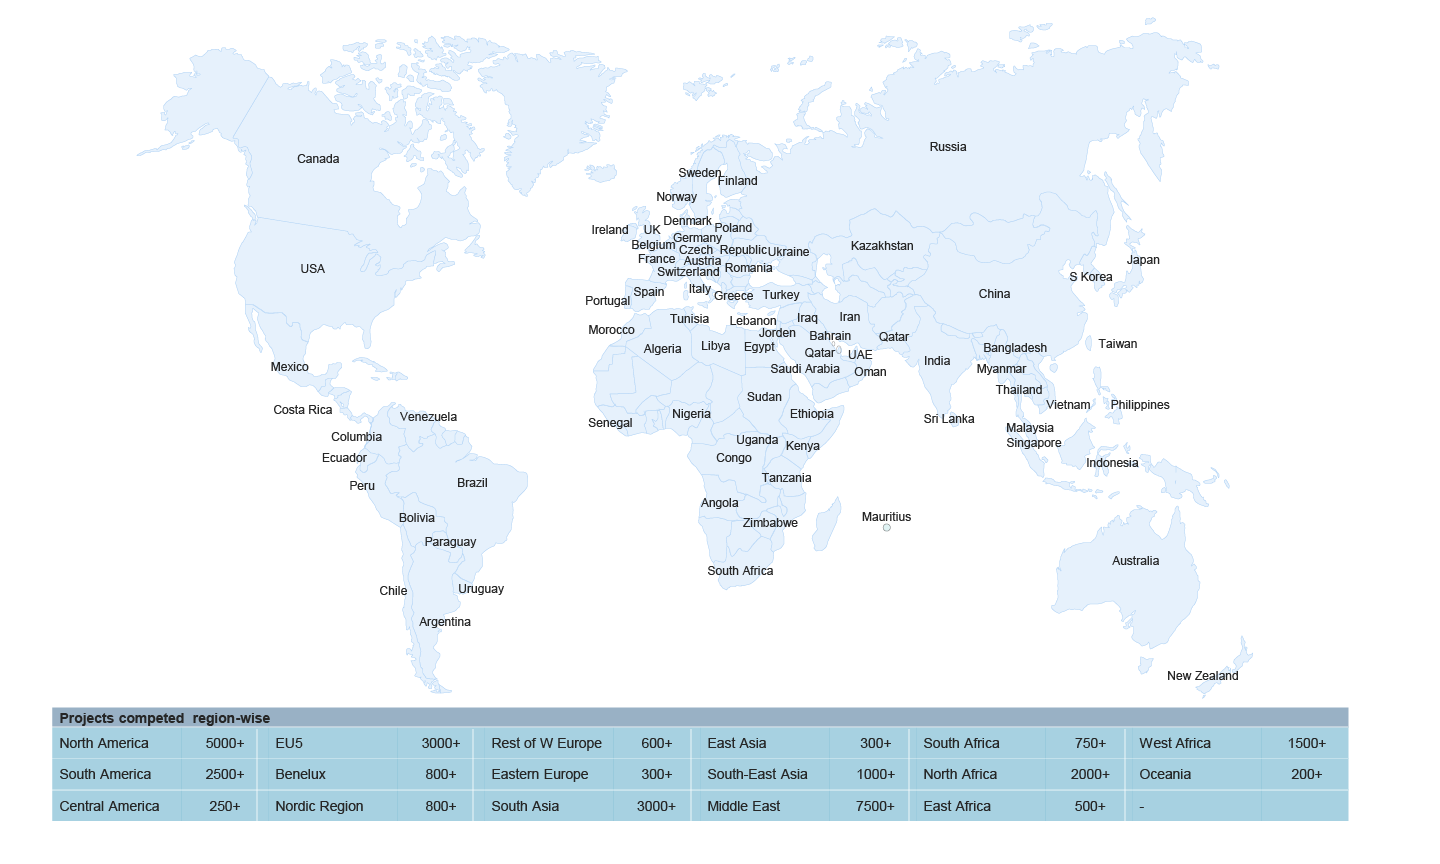 Canada
Russia
Sweden
Finland
Norway
Denmark
Ireland
UK
Poland
Germany
Belgium
Czech Republic
Ukraine
Kazakhstan
France
Austria
Japan
Switzerland
Romania
USA
S Korea
Italy
Spain
Greece
Turkey
China
Portugal
Tunisia
Lebanon
Iraq
Iran
Morocco
Jorden
Bahrain
Qatar
Taiwan
Algeria
Libya
Egypt
Qatar
UAE
Bangladesh
India
Mexico
Saudi Arabia
Oman
Myanmar
Thailand
Sudan
Vietnam
Philippines
Costa Rica
Venezuela
Nigeria
Ethiopia
Senegal
Sri Lanka
Malaysia
Columbia
Uganda
Kenya
Singapore
Ecuador
Congo
Indonesia
Peru
Brazil
Tanzania
Angola
Bolivia
Zimbabwe
Mauritius
Paraguay
Australia
South Africa
Chile
Uruguay
Argentina
New Zealand
Projects competed region-wise
North America 5000+ EU5 3000+ Rest of W Europe 600+ East Asia 300+ South Africa 750+ West Africa 1500+
South America 2500+ Benelux 800+ Eastern Europe 300+ South-East Asia 1000+ North Africa 2000+ Oceania 200+
Central America 250+ Nordic Region 800+ South Asia 3000+ Middle East 7500+ East Africa 500+ -